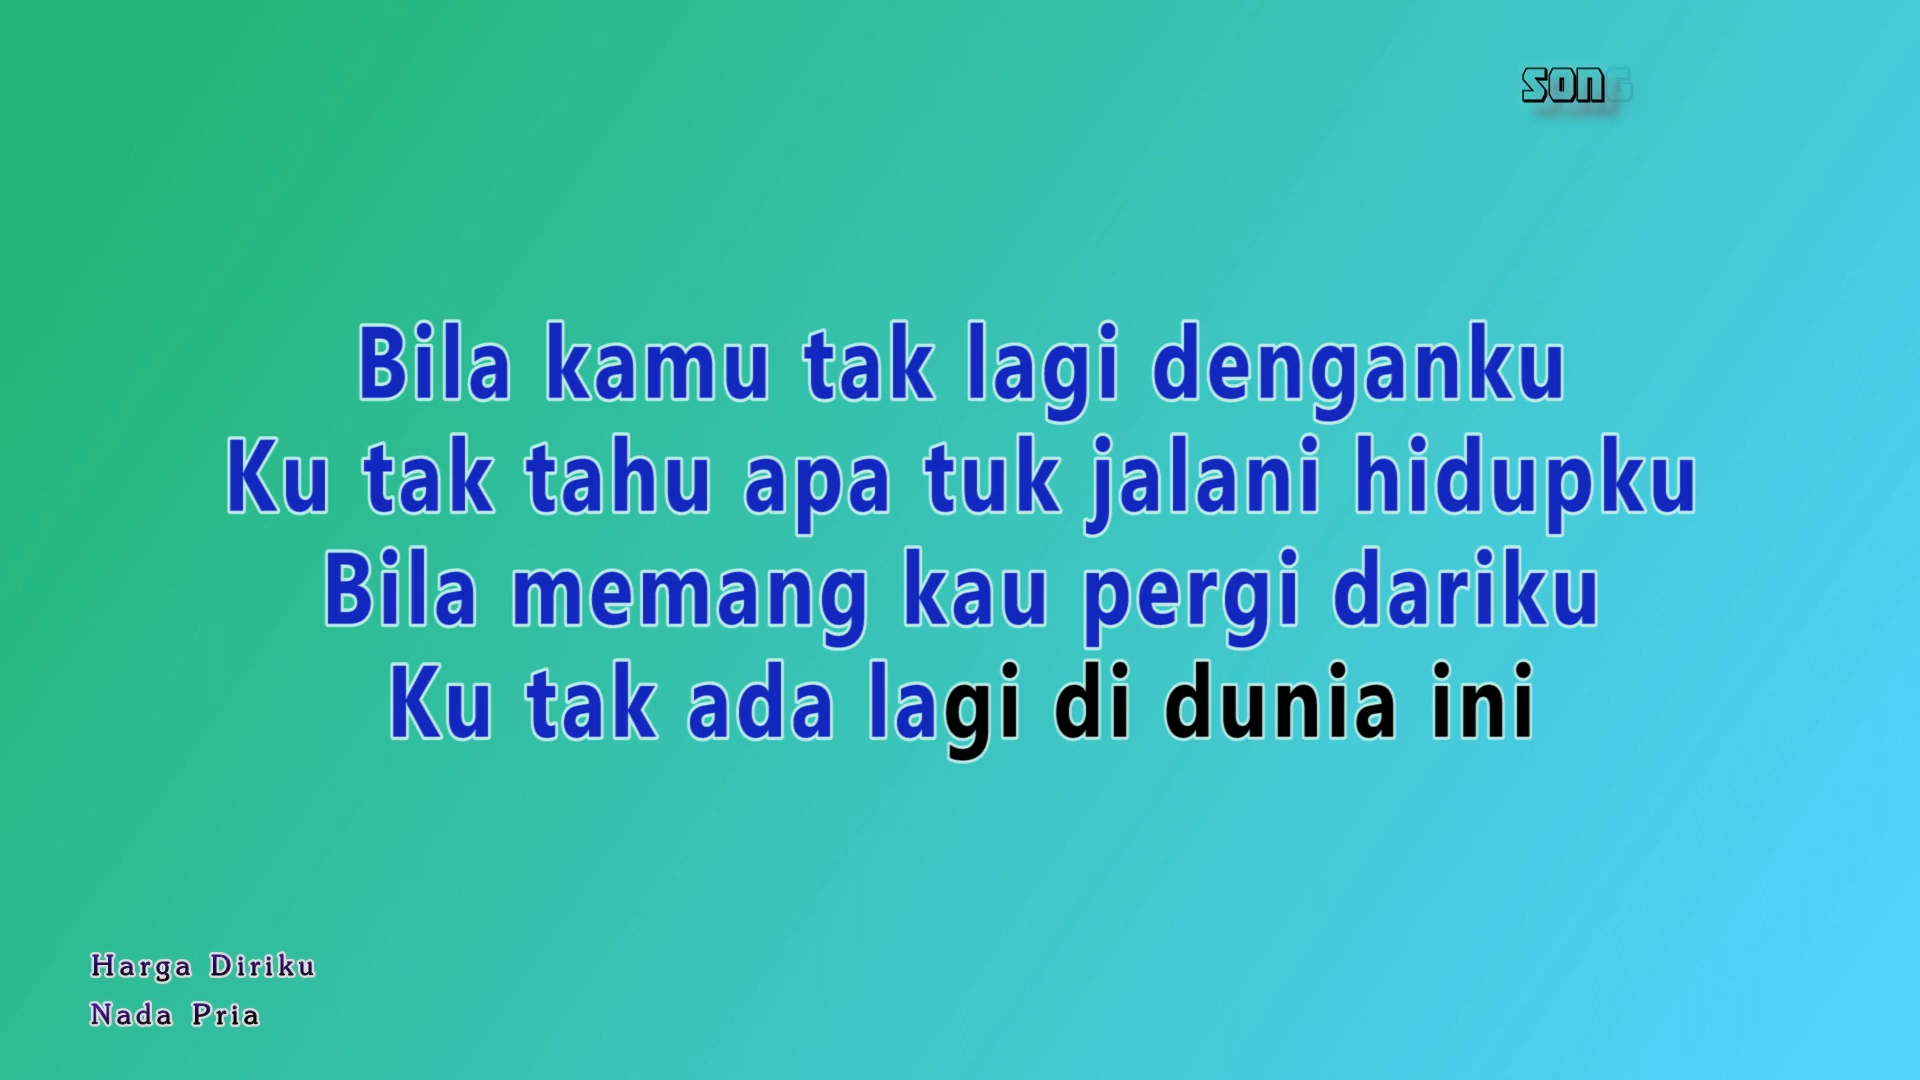 SONG
Bila kamu tak lagi denganku
Ku tak tahu apa tuk jalani hidupku
Bila memang kau pergi dariku
Ku tak ada lagi di dunia ini
Harga Diriku
Nada Pria